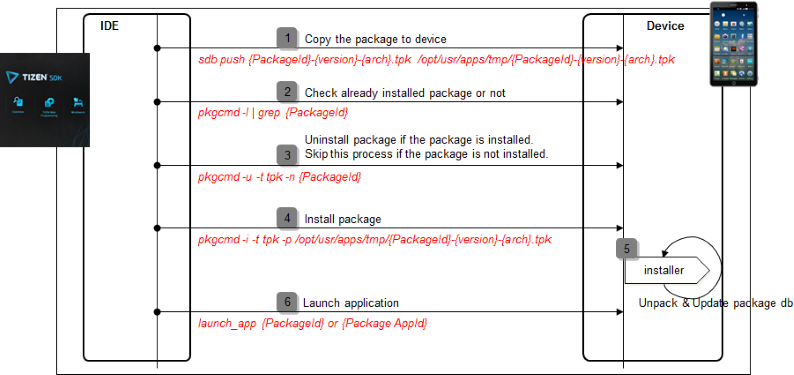 IDE
Device
TIZEN SDK
1 Copy the package to device
sdb push {PackageId}-{version}-{arch}.tpk /opt/usr/apps/tmp/{PackageId}-{version}-{arch}.tpk
2 Check already installed package or not
pkgcmd -l | grep {PackageId}
Uninstall package if the package is installed.
3 Skip this process if the package is not installed.
pkgcmd -u -t tpk -n {PackageId}
4 Install package
pkgcmd -i -t tpk -p /opt/usr/apps/tmp/{PackageId}-{version}-{arch}.tpk
5
installer
Unpack & Update package db
6 Launch application
launch_app {PackageId} or {Package AppId}